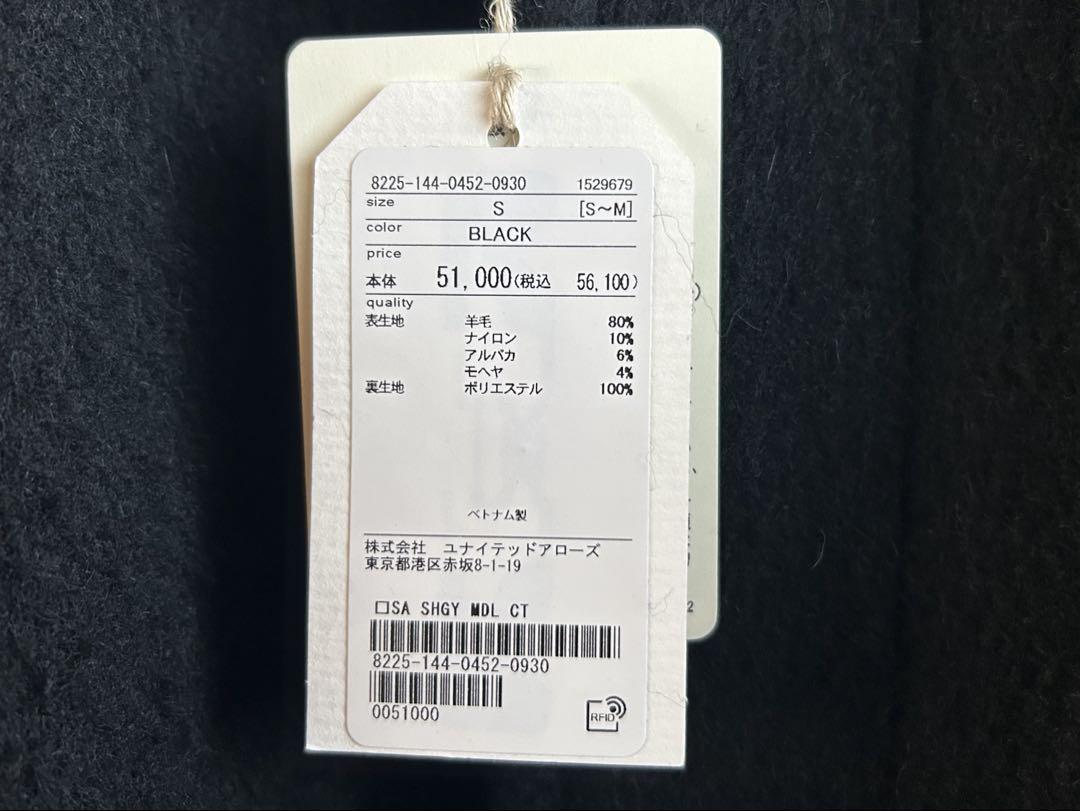 8225-144-0452-0930 1529679
size S [S～M]
color BLACK
price
本体 51,000(税込 56,100)
quality
表生地 羊毛 80%
ナイロン 10%
アルパカ 6%
モヘヤ 4%
裏生地 ポリエステル 100%
ベトナム製
株式会社 ユナイテッドアローズ
東京都港区赤坂8-1-19
□SA SHGY MDL CT
8225-144-0452-0930
0051000
RFID